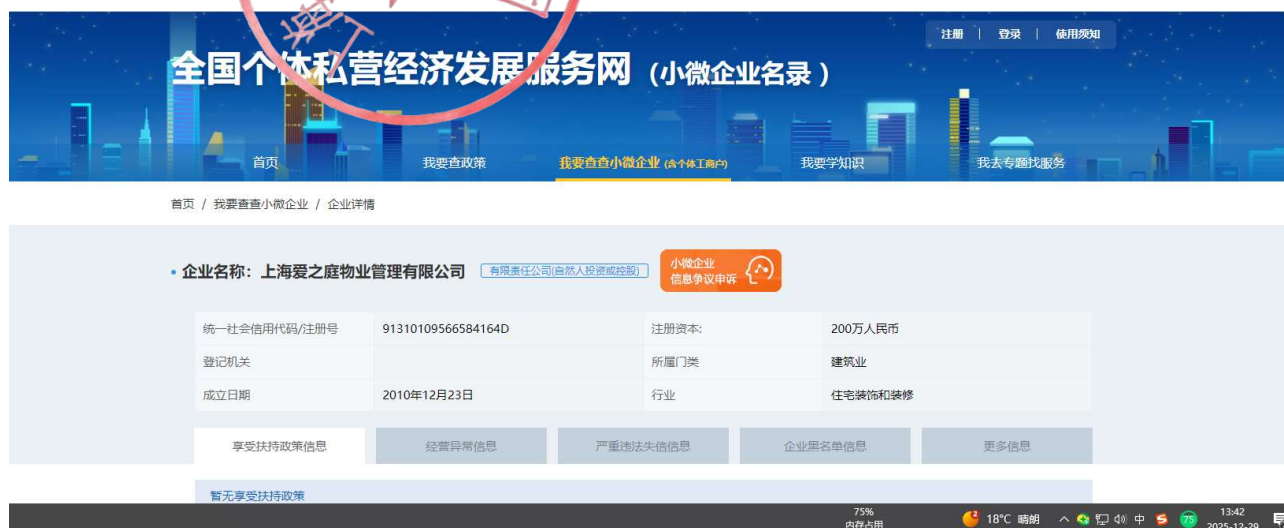 注册 | 登录 | 使用须知
全国个体私营经济发展服务网 （小微企业名录 ）
首页 我要查政策 我要查查小微企业 (含个体工商户) 我要学知识 我去专题找服务
首页 / 我要查查小微企业 / 企业详情
• 企业名称：上海爱之庭物业管理有限公司 有限责任公司(自然人投资或控股) 小微企业
信息争议申诉
统一社会信用代码/注册号 91310109566584164D 注册资本: 200万人民币
登记机关 所属门类 建筑业
成立日期 2010年12月23日 行业 住宅装饰和装修
享受扶持政策信息 经营异常信息 严重违法失信信息 企业黑名单信息 更多信息
暂无享受扶持政策
75%
内存占用
2 18°C 晴朗 中 75 13:42
2025-12-29